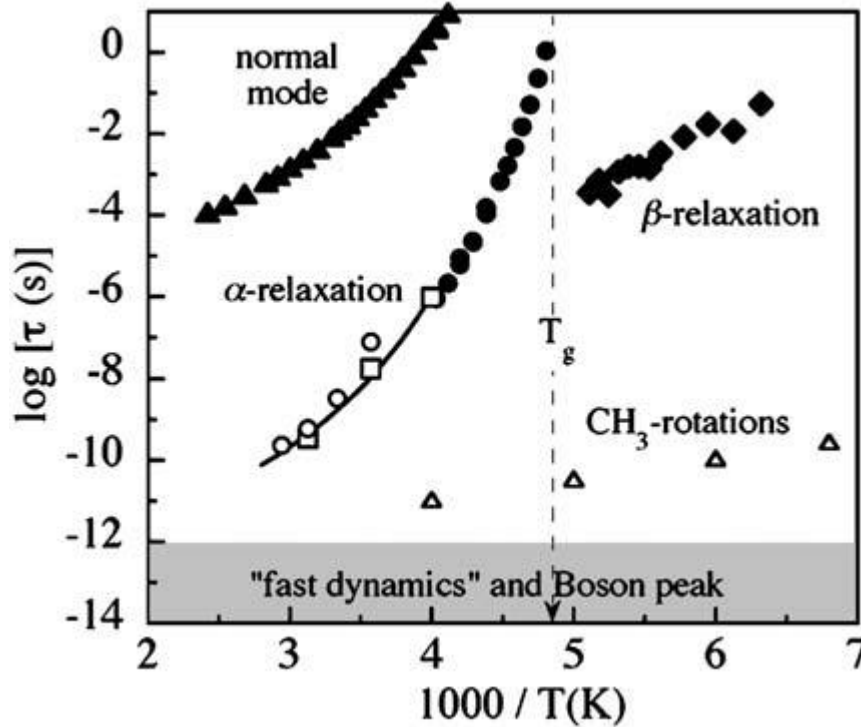 0
-2
-4
-6
-8
-10
-12
-14
log [τ (s)]
normal
mode
α-relaxation
β-relaxation
T_g
CH₃-rotations
"fast dynamics" and Boson peak
2 3 4 5 6 7
1000 / T(K)